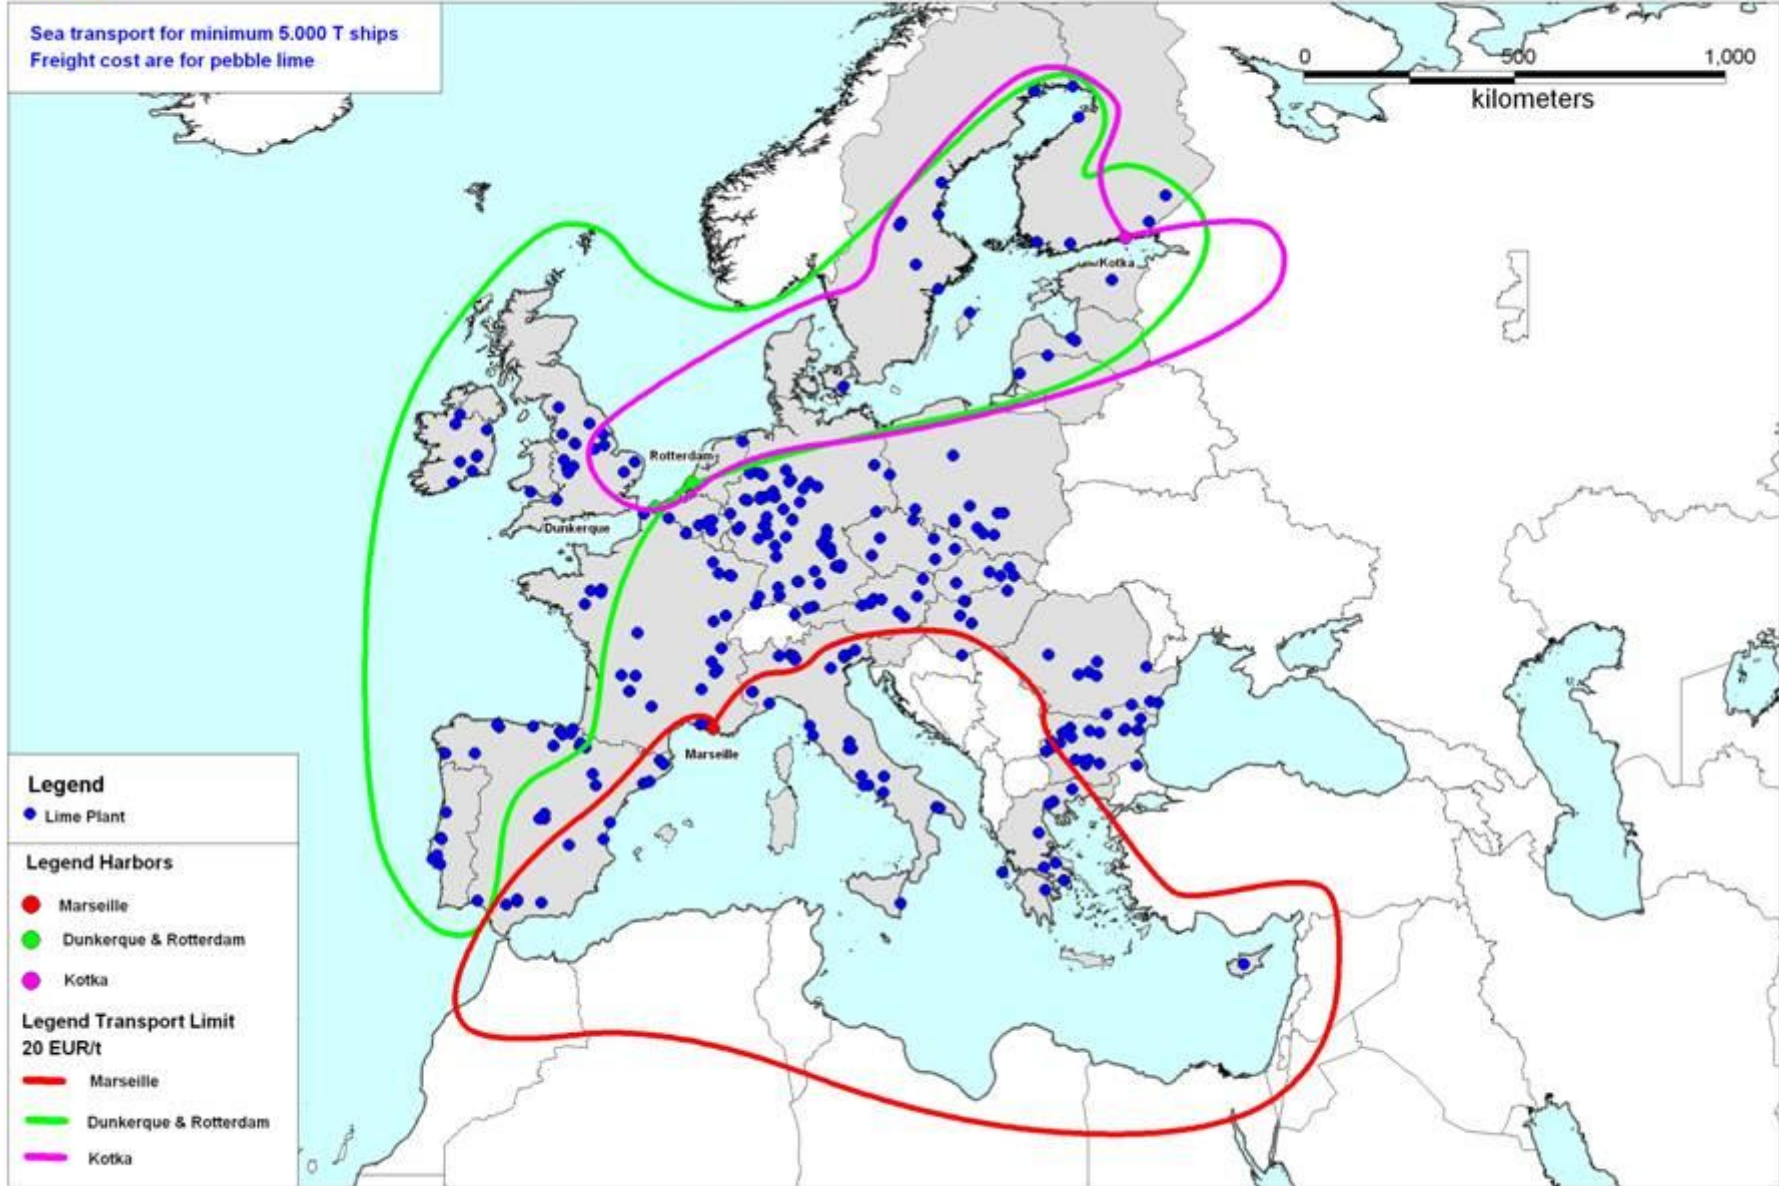 Sea transport for minimum 5.000 T ships
Freight cost are for pebble lime
0 500 1,000
kilometers
Kotka
Rotterdam
Dunkerque
Marseille
Legend
Lime Plant
Legend Harbors
Marseille
Dunkerque & Rotterdam
Kotka
Legend Transport Limit
20 EUR/t
Marseille
Dunkerque & Rotterdam
Kotka